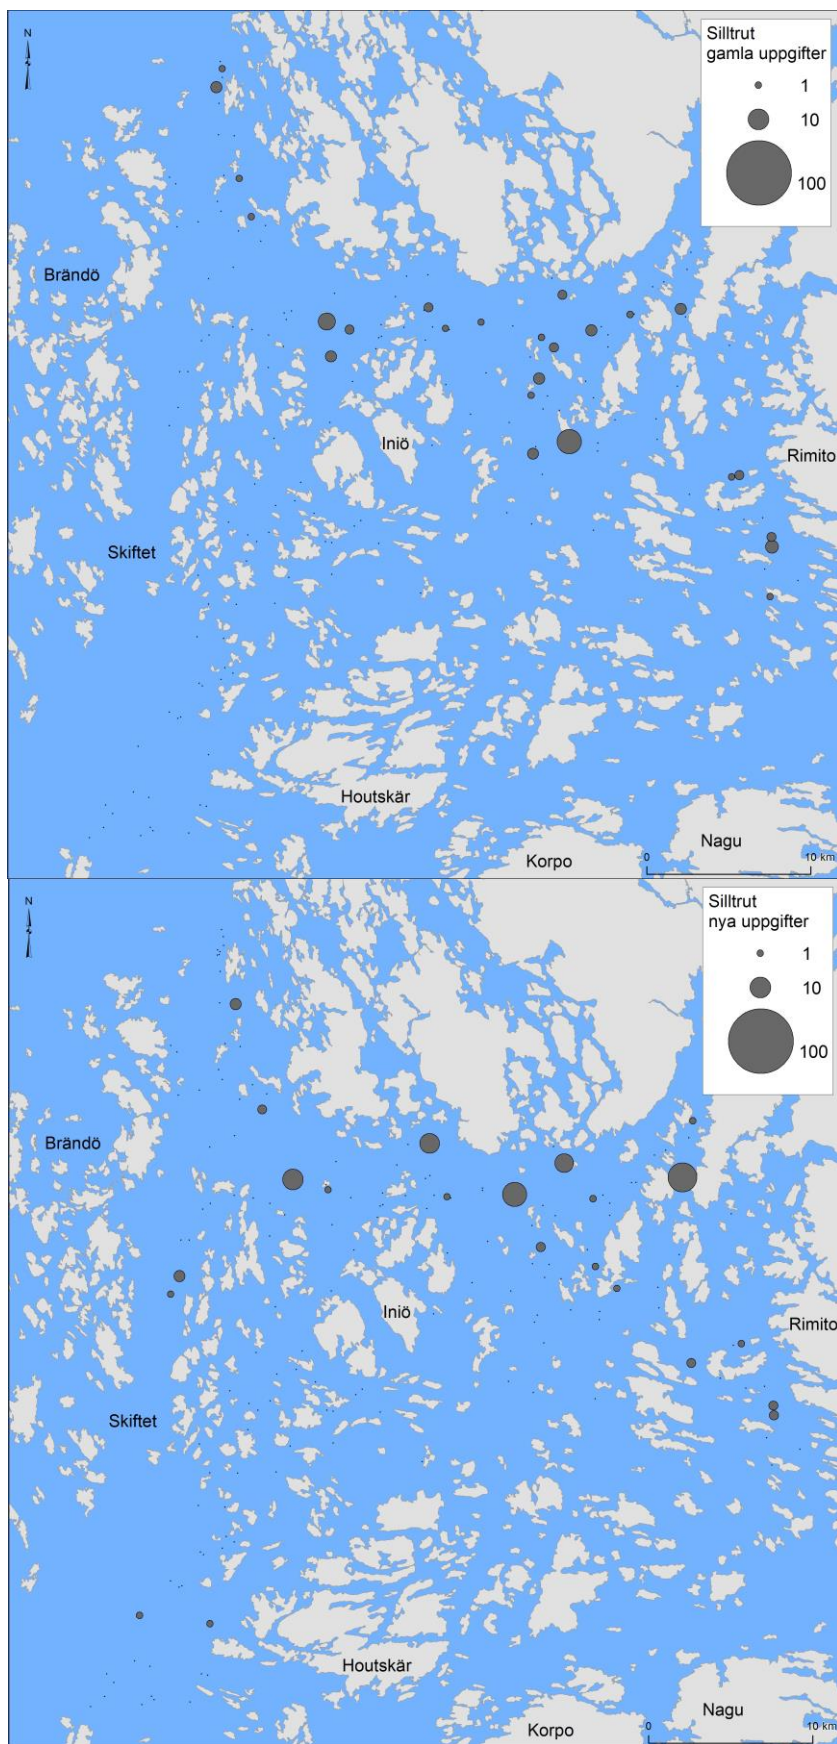 N
Silltrut
gamla uppgifter
1
10
100
Brändö
Iniö
Rimito
Skiftet
Houtskär
Nagu
Korpo
0 10 km
N
Silltrut
nya uppgifter
1
10
100
Brändö
Iniö
Rimito
Skiftet
Houtskär
Nagu
Korpo
0 10 km